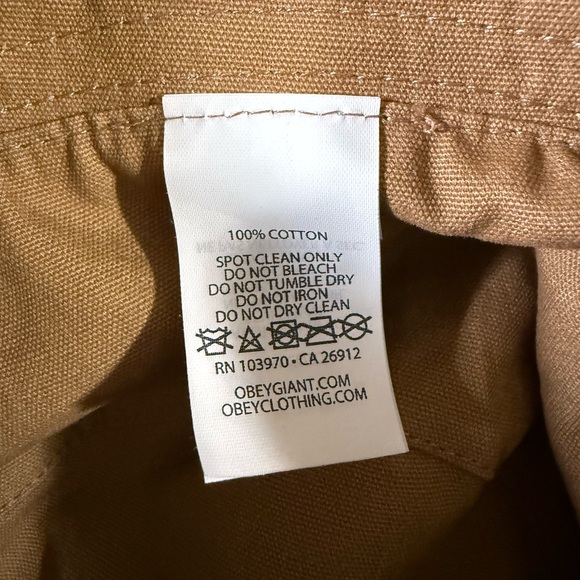 100% COTTON
SPOT CLEAN ONLY
DO NOT BLEACH
DO NOT TUMBLE DRY
DO NOT IRON
DO NOT DRY CLEAN
RN 103970 • CA 26912
OBEYGIANT.COM
OBEYCLOTHING.COM